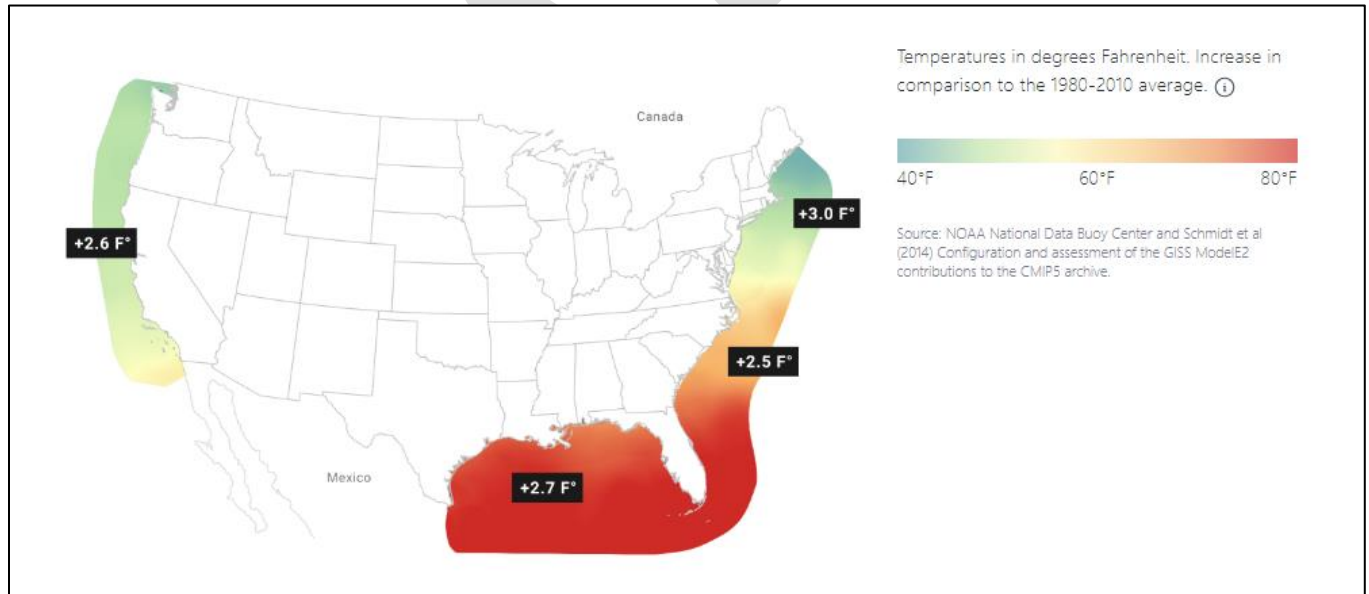 Temperatures in degrees Fahrenheit. Increase in
comparison to the 1980-2010 average. ⓘ
Canada
40°F 60°F 80°F
+3.0 F°
+2.6 F°
Source: NOAA National Data Buoy Center and Schmidt et al
(2014) Configuration and assessment of the GISS ModelE2
contributions to the CMIP5 archive.
+2.5 F°
Mexico
+2.7 F°